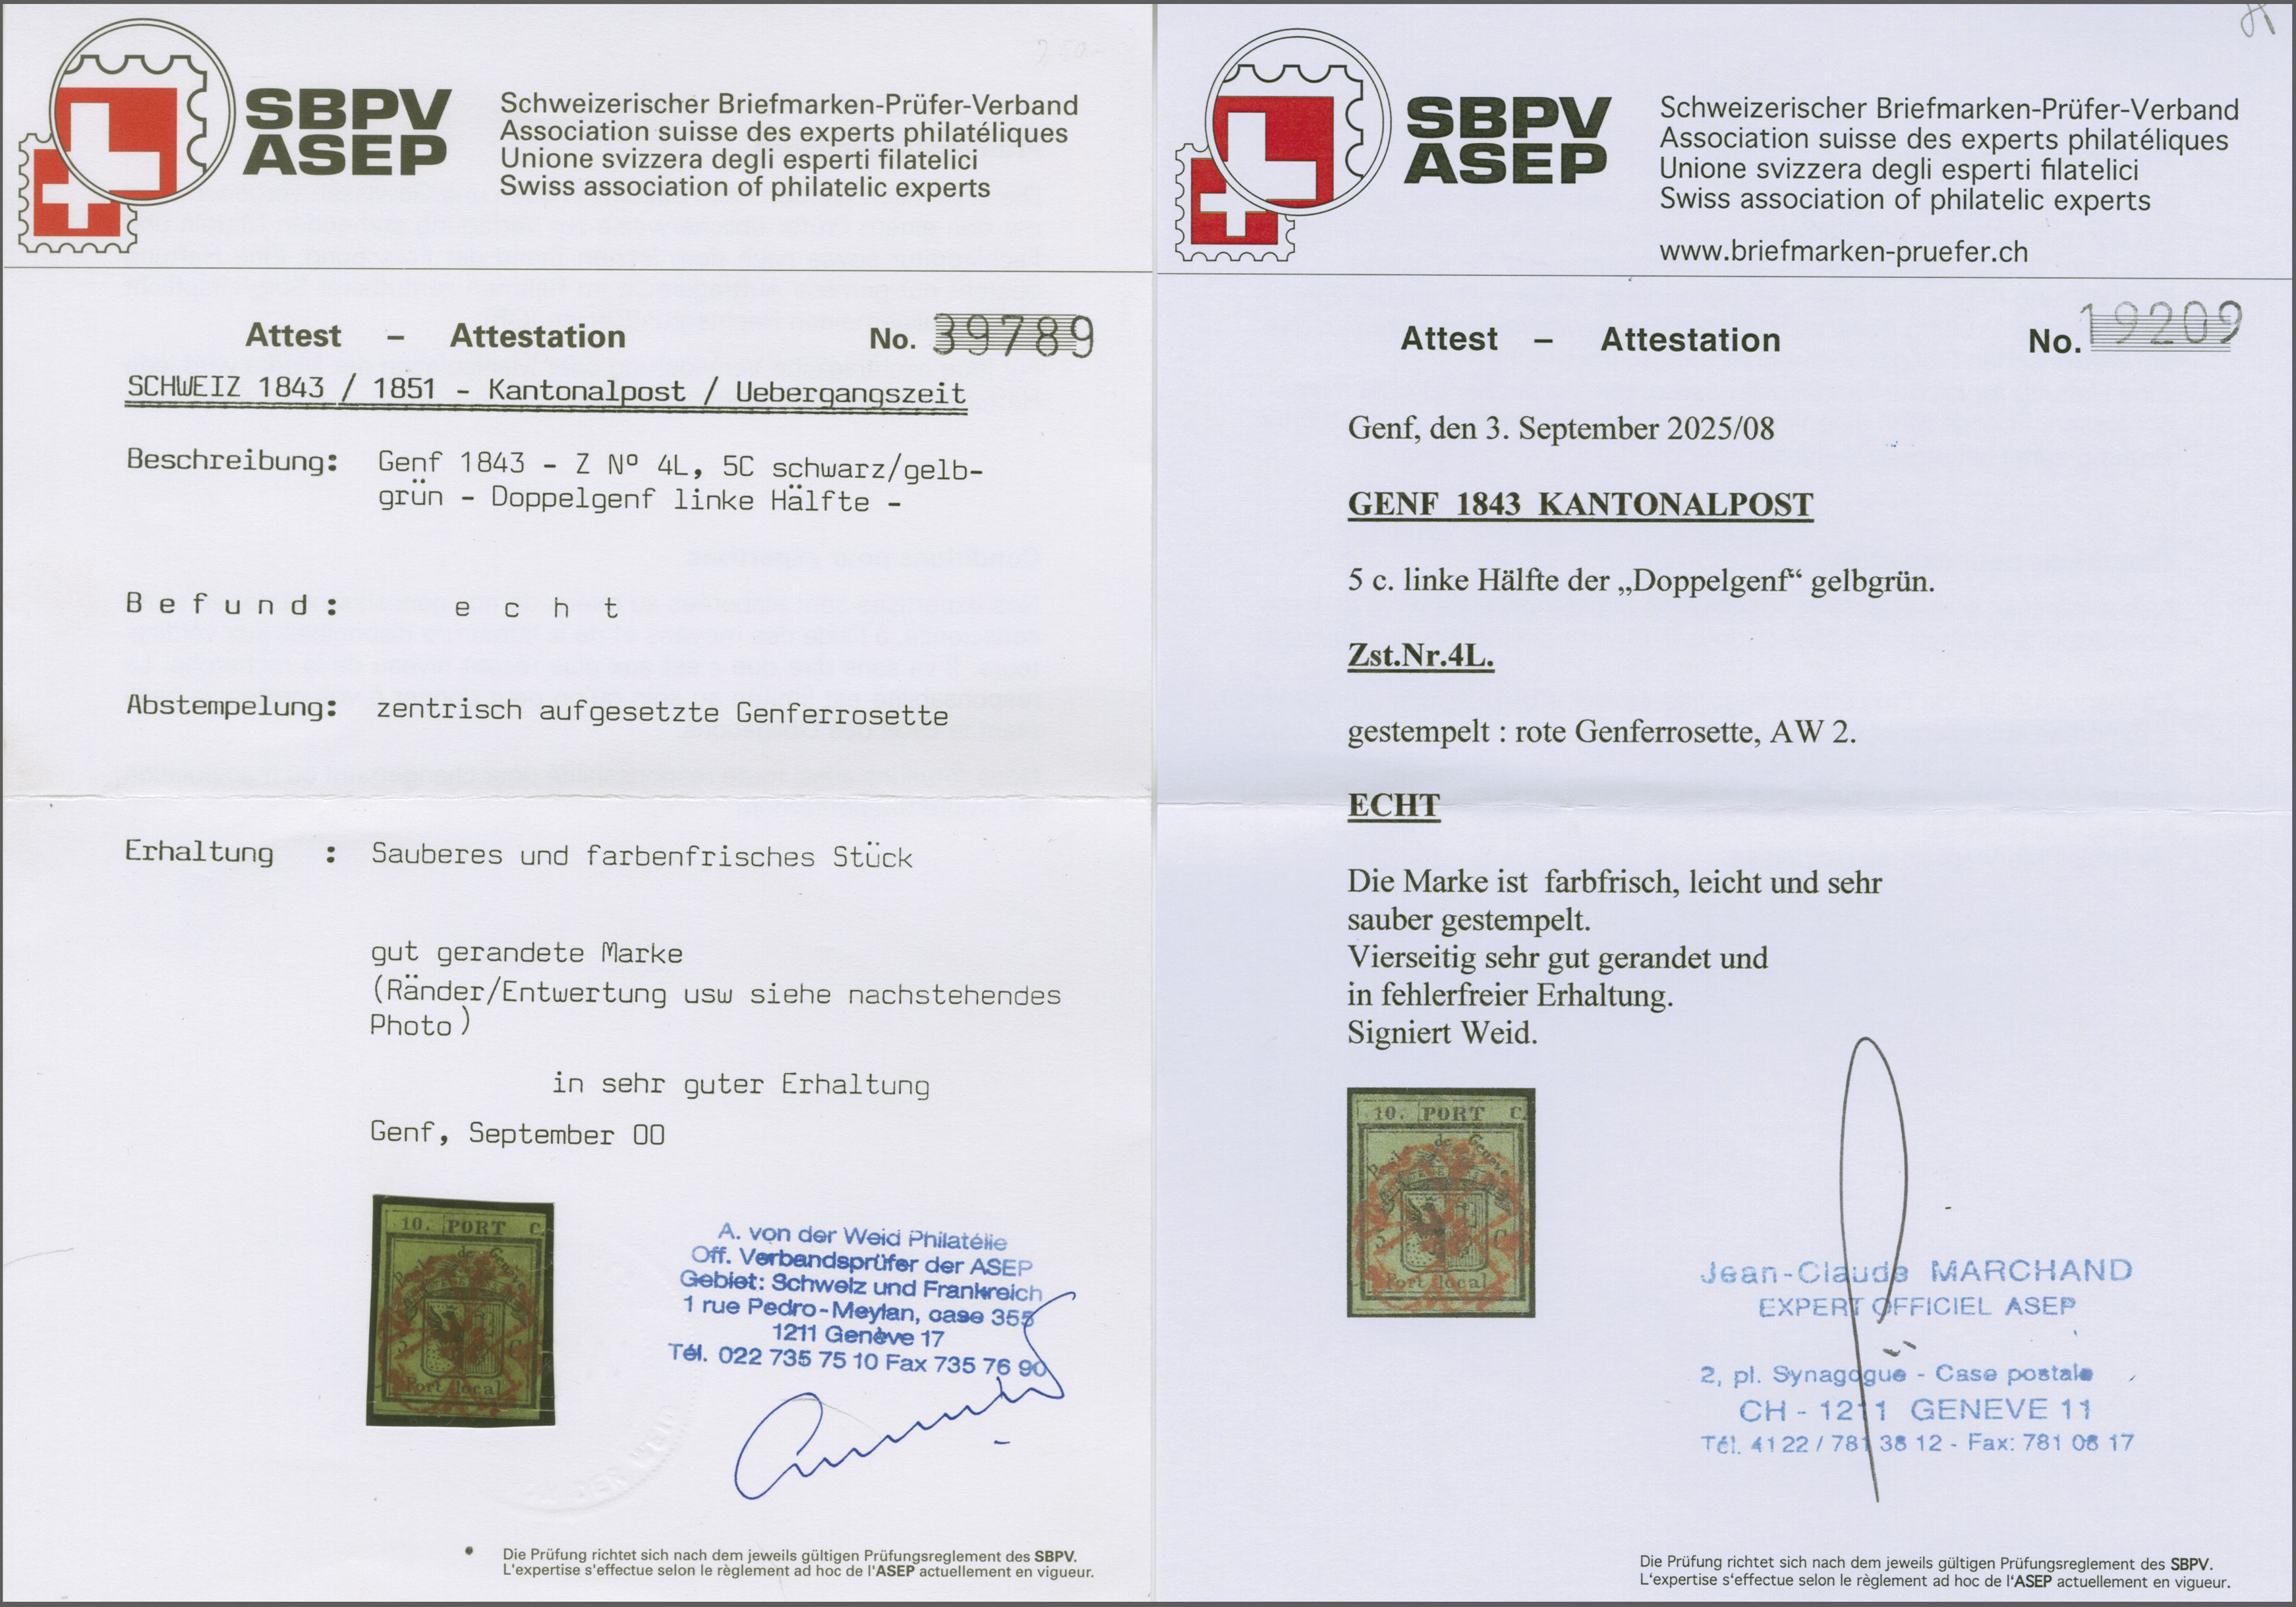 SBPV
ASEP
Schweizerischer Briefmarken-Prüfer-Verband
Association suisse des experts philatéliques
Unione svizzera degli esperti filatelici
Swiss association of philatelic experts
Attest – Attestation No. 39789
SCHWEIZ 1843 / 1851 - Kantonalpost / Uebergangszeit
Beschreibung: Genf 1843 - Z Nº 4L, 5C schwarz/gelb-
grün - Doppelgenf linke Hälfte -
Befund: echt
Abstempelung: zentrisch aufgesetzte Genferrosette
Erhaltung : Sauberes und farbenfrisches Stück
gut gerandete Marke
(Ränder/Entwertung usw siehe nachstehendes
Photo)
in sehr guter Erhaltung
Genf, September 00
10. PORT C.
de Genève
Port local
A. von der Weid Philatélie
Off. Verbandsprüfer der ASEP
Gebiet: Schweiz und Frankreich
1 rue Pedro-Meylan, case 355
1211 Genève 17
Tél. 022 735 75 10 Fax 735 76 90
DER WEID
Die Prüfung richtet sich nach dem jeweils gültigen Prüfungsreglement des SBPV.
L'expertise s'effectue selon le règlement ad hoc de l'ASEP actuellement en vigueur.
SBPV
ASEP
Schweizerischer Briefmarken-Prüfer-Verband
Association suisse des experts philatéliques
Unione svizzera degli esperti filatelici
Swiss association of philatelic experts
www.briefmarken-pruefer.ch
Attest – Attestation No. 19209
Genf, den 3. September 2025/08
GENF 1843 KANTONALPOST
5 c. linke Hälfte der „Doppelgenf“ gelbgrün.
Zst.Nr.4L.
gestempelt : rote Genferrosette, AW 2.
ECHT
Die Marke ist farbfrisch, leicht und sehr
sauber gestempelt.
Vierseitig sehr gut gerandet und
in fehlerfreier Erhaltung.
Signiert Weid.
10. PORT C.
de Genève
5 C
Port local
Jean-Claude MARCHAND
EXPERT OFFICIEL ASEP
2, pl. Synagogue - Case postale
CH - 1211 GENEVE 11
Tél. 41 22 / 781 38 12 - Fax: 781 08 17
Die Prüfung richtet sich nach dem jeweils gültigen Prüfungsreglement des SBPV.
L'expertise s'effectue selon le règlement ad hoc de l'ASEP actuellement en vigueur.